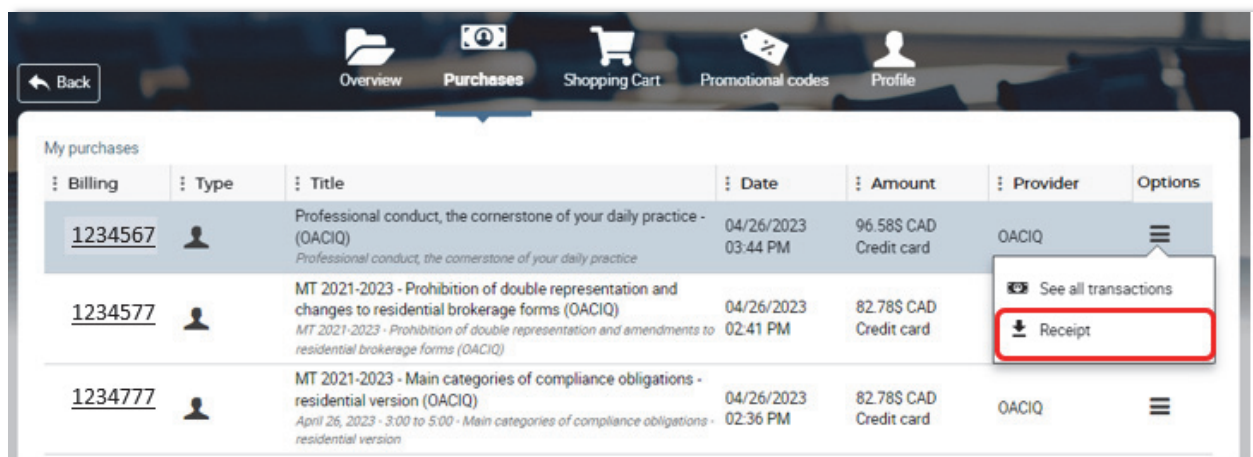 Back
Overview
Purchases
Shopping Cart
Promotional codes
Profile
My purchases
Billing
Type
Title
Date
Amount
Provider
Options
1234567
Professional conduct, the cornerstone of your daily practice -
(OACIQ)
Professional conduct, the cornerstone of your daily practice
04/26/2023
03:44 PM
96.58$ CAD
Credit card
OACIQ
See all transactions
Receipt
1234577
MT 2021-2023 - Prohibition of double representation and
changes to residential brokerage forms (OACIQ)
MT 2021-2023 - Prohibition of double representation and amendments to
residential brokerage forms (OACIQ)
04/26/2023
02:41 PM
82.78$ CAD
Credit card
1234777
MT 2021-2023 - Main categories of compliance obligations -
residential version (OACIQ)
April 26, 2023 - 3:00 to 5:00 - Main categories of compliance obligations -
residential version
04/26/2023
02:36 PM
82.78$ CAD
Credit card
OACIQ